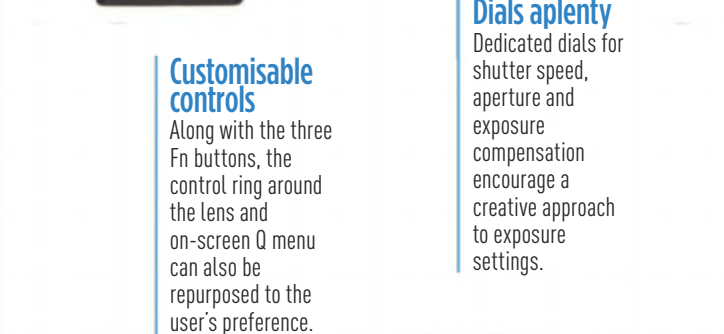 Customisable
controls
Along with the three
Fn buttons, the
control ring around
the lens and
on-screen Q menu
can also be
repurposed to the
user's preference.
Dials aplenty
Dedicated dials for
shutter speed,
aperture and
exposure
compensation
encourage a
creative approach
to exposure
settings.